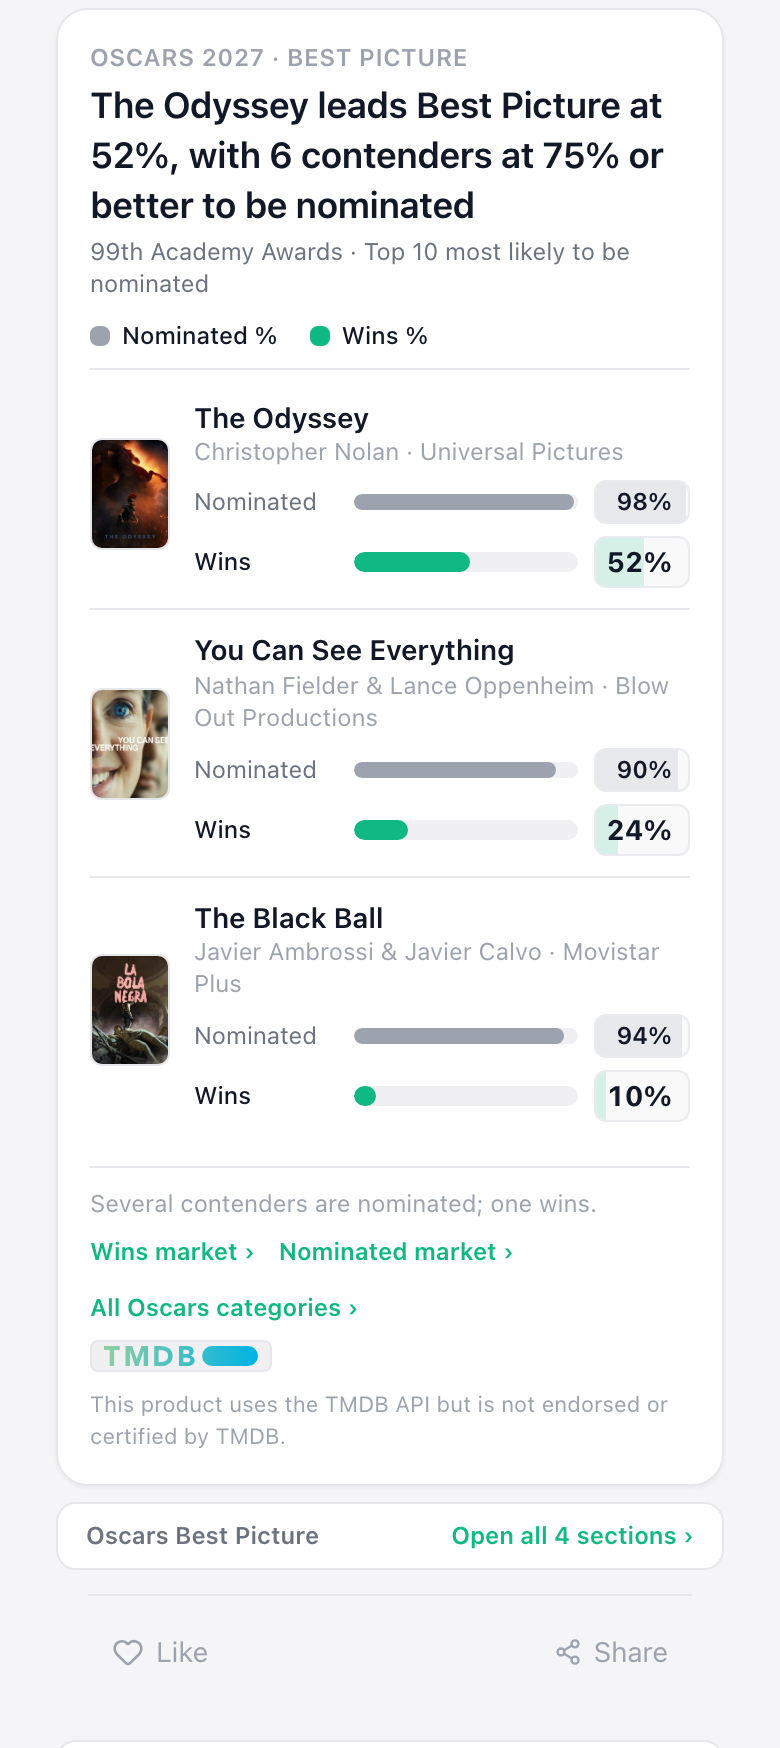 OSCARS 2027 · BEST PICTURE
The Odyssey leads Best Picture at
52%, with 6 contenders at 75% or
better to be nominated
99th Academy Awards · Top 10 most likely to be
nominated
Nominated %
Wins %
The Odyssey
Christopher Nolan · Universal Pictures
THE ODYSSEY
Nominated
98%
Wins
52%
You Can See Everything
Nathan Fielder & Lance Oppenheim · Blow
Out Productions
YOU CAN SEE
EVERYTHING
Nominated
90%
Wins
24%
The Black Ball
Javier Ambrossi & Javier Calvo · Movistar
Plus
LA
BOLA
NEGRA
Nominated
94%
Wins
10%
Several contenders are nominated; one wins.
Wins market › Nominated market ›
All Oscars categories ›
TMDB
This product uses the TMDB API but is not endorsed or
certified by TMDB.
Oscars Best Picture
Open all 4 sections ›
Like
Share